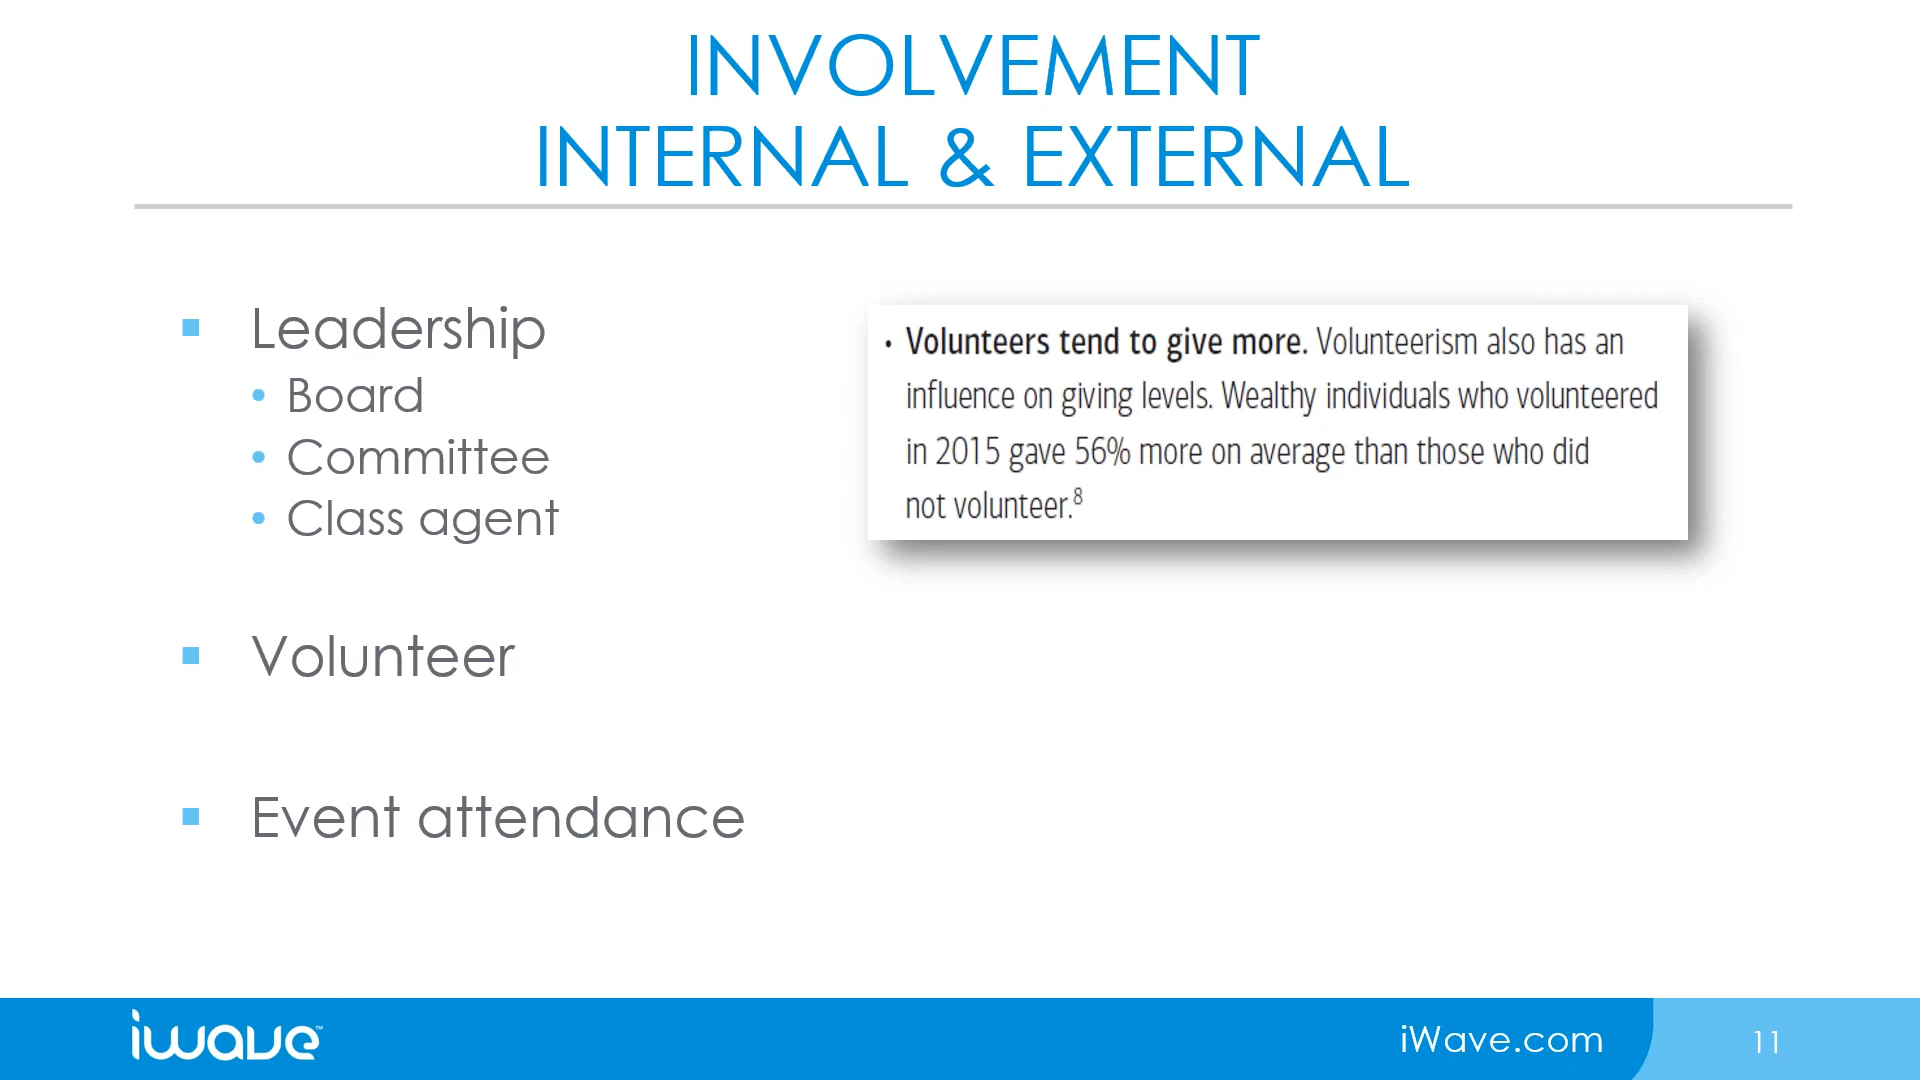 INVOLVEMENT
INTERNAL & EXTERNAL
▪ Leadership
• Board
• Committee
• Class agent
▪ Volunteer
▪ Event attendance
• Volunteers tend to give more. Volunteerism also has an
influence on giving levels. Wealthy individuals who volunteered
in 2015 gave 56% more on average than those who did
not volunteer.⁸
iwave™
iWave.com
11